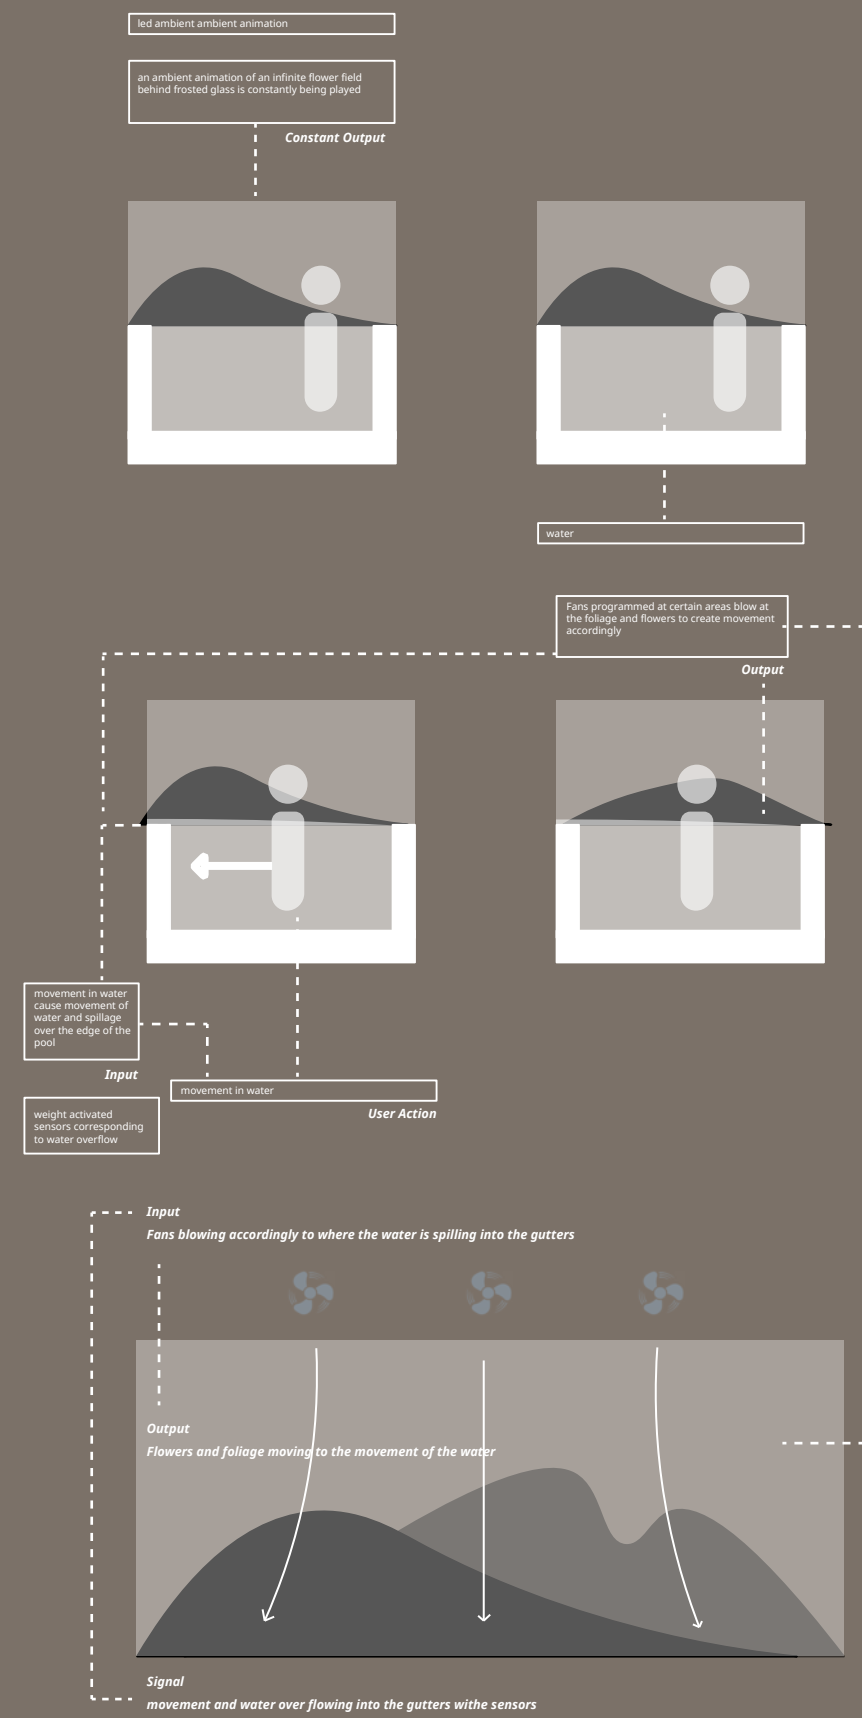 led ambient ambient animation
an ambient animation of an infinite flower field
behind frosted glass is constantly being played
Constant Output
water
Fans programmed at certain areas blow at
the foliage and flowers to create movement
accordingly
Output
movement in water
cause movement of
water and spillage
over the edge of the
pool
Input
movement in water
User Action
weight activated
sensors corresponding
to water overflow
Input
Fans blowing accordingly to where the water is spilling into the gutters
Output
Flowers and foliage moving to the movement of the water
Signal
movement and water over flowing into the gutters withe sensors